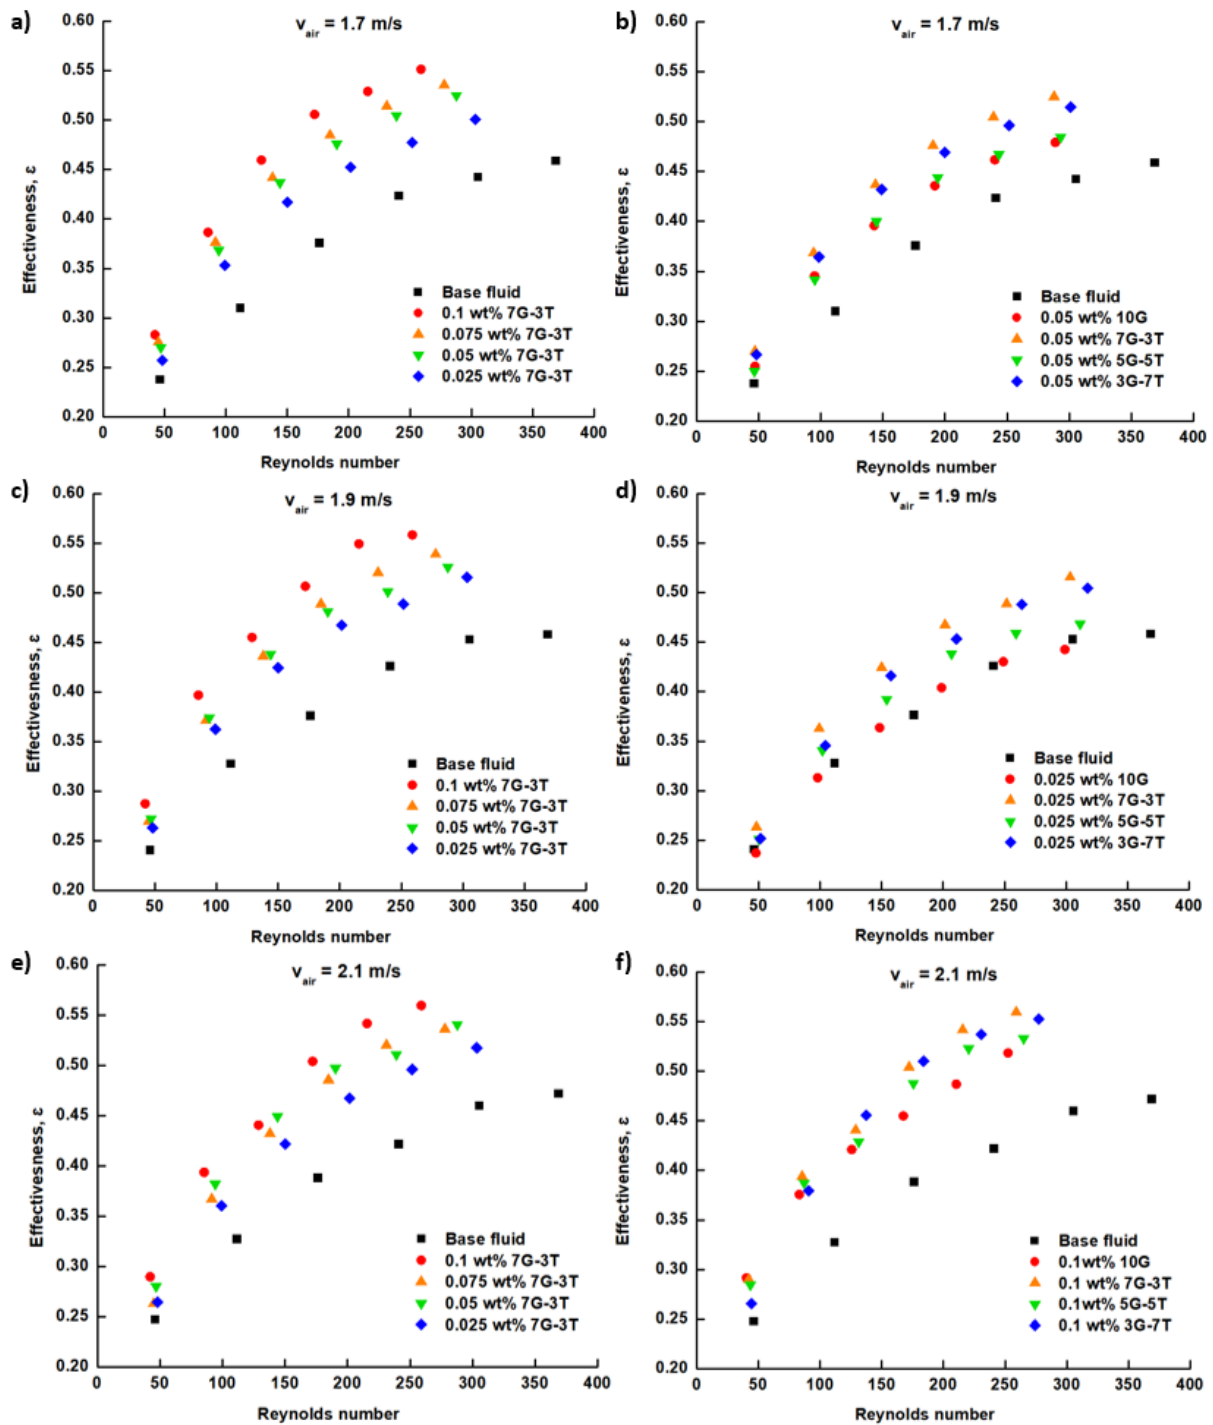 a)
v_air = 1.7 m/s
0.60
0.55
0.50
0.45
0.40
0.35
0.30
0.25
0.20
Effectiveness, ε
Base fluid
0.1 wt% 7G-3T
0.075 wt% 7G-3T
0.05 wt% 7G-3T
0.025 wt% 7G-3T
0 50 100 150 200 250 300 350 400
Reynolds number
b)
v_air = 1.7 m/s
0.60
0.55
0.50
0.45
0.40
0.35
0.30
0.25
0.20
Effectiveness, ε
Base fluid
0.05 wt% 10G
0.05 wt% 7G-3T
0.05 wt% 5G-5T
0.05 wt% 3G-7T
0 50 100 150 200 250 300 350 400
Reynolds number
c)
v_air = 1.9 m/s
0.60
0.55
0.50
0.45
0.40
0.35
0.30
0.25
0.20
Effectivesness, ε
Base fluid
0.1 wt% 7G-3T
0.075 wt% 7G-3T
0.05 wt% 7G-3T
0.025 wt% 7G-3T
0 50 100 150 200 250 300 350 400
Reynolds number
d)
v_air = 1.9 m/s
0.60
0.55
0.50
0.45
0.40
0.35
0.30
0.25
0.20
Effectiveness, ε
Base fluid
0.025 wt% 10G
0.025 wt% 7G-3T
0.025 wt% 5G-5T
0.025 wt% 3G-7T
0 50 100 150 200 250 300 350 400
Reynolds number
e)
v_air = 2.1 m/s
0.60
0.55
0.50
0.45
0.40
0.35
0.30
0.25
0.20
Effectivesness, ε
Base fluid
0.1 wt% 7G-3T
0.075 wt% 7G-3T
0.05 wt% 7G-3T
0.025 wt% 7G-3T
0 50 100 150 200 250 300 350 400
Reynolds number
f)
v_air = 2.1 m/s
0.60
0.55
0.50
0.45
0.40
0.35
0.30
0.25
0.20
Effectiveness, ε
Base fluid
0.1wt% 10G
0.1 wt% 7G-3T
0.1wt% 5G-5T
0.1 wt% 3G-7T
0 50 100 150 200 250 300 350 400
Reynolds number